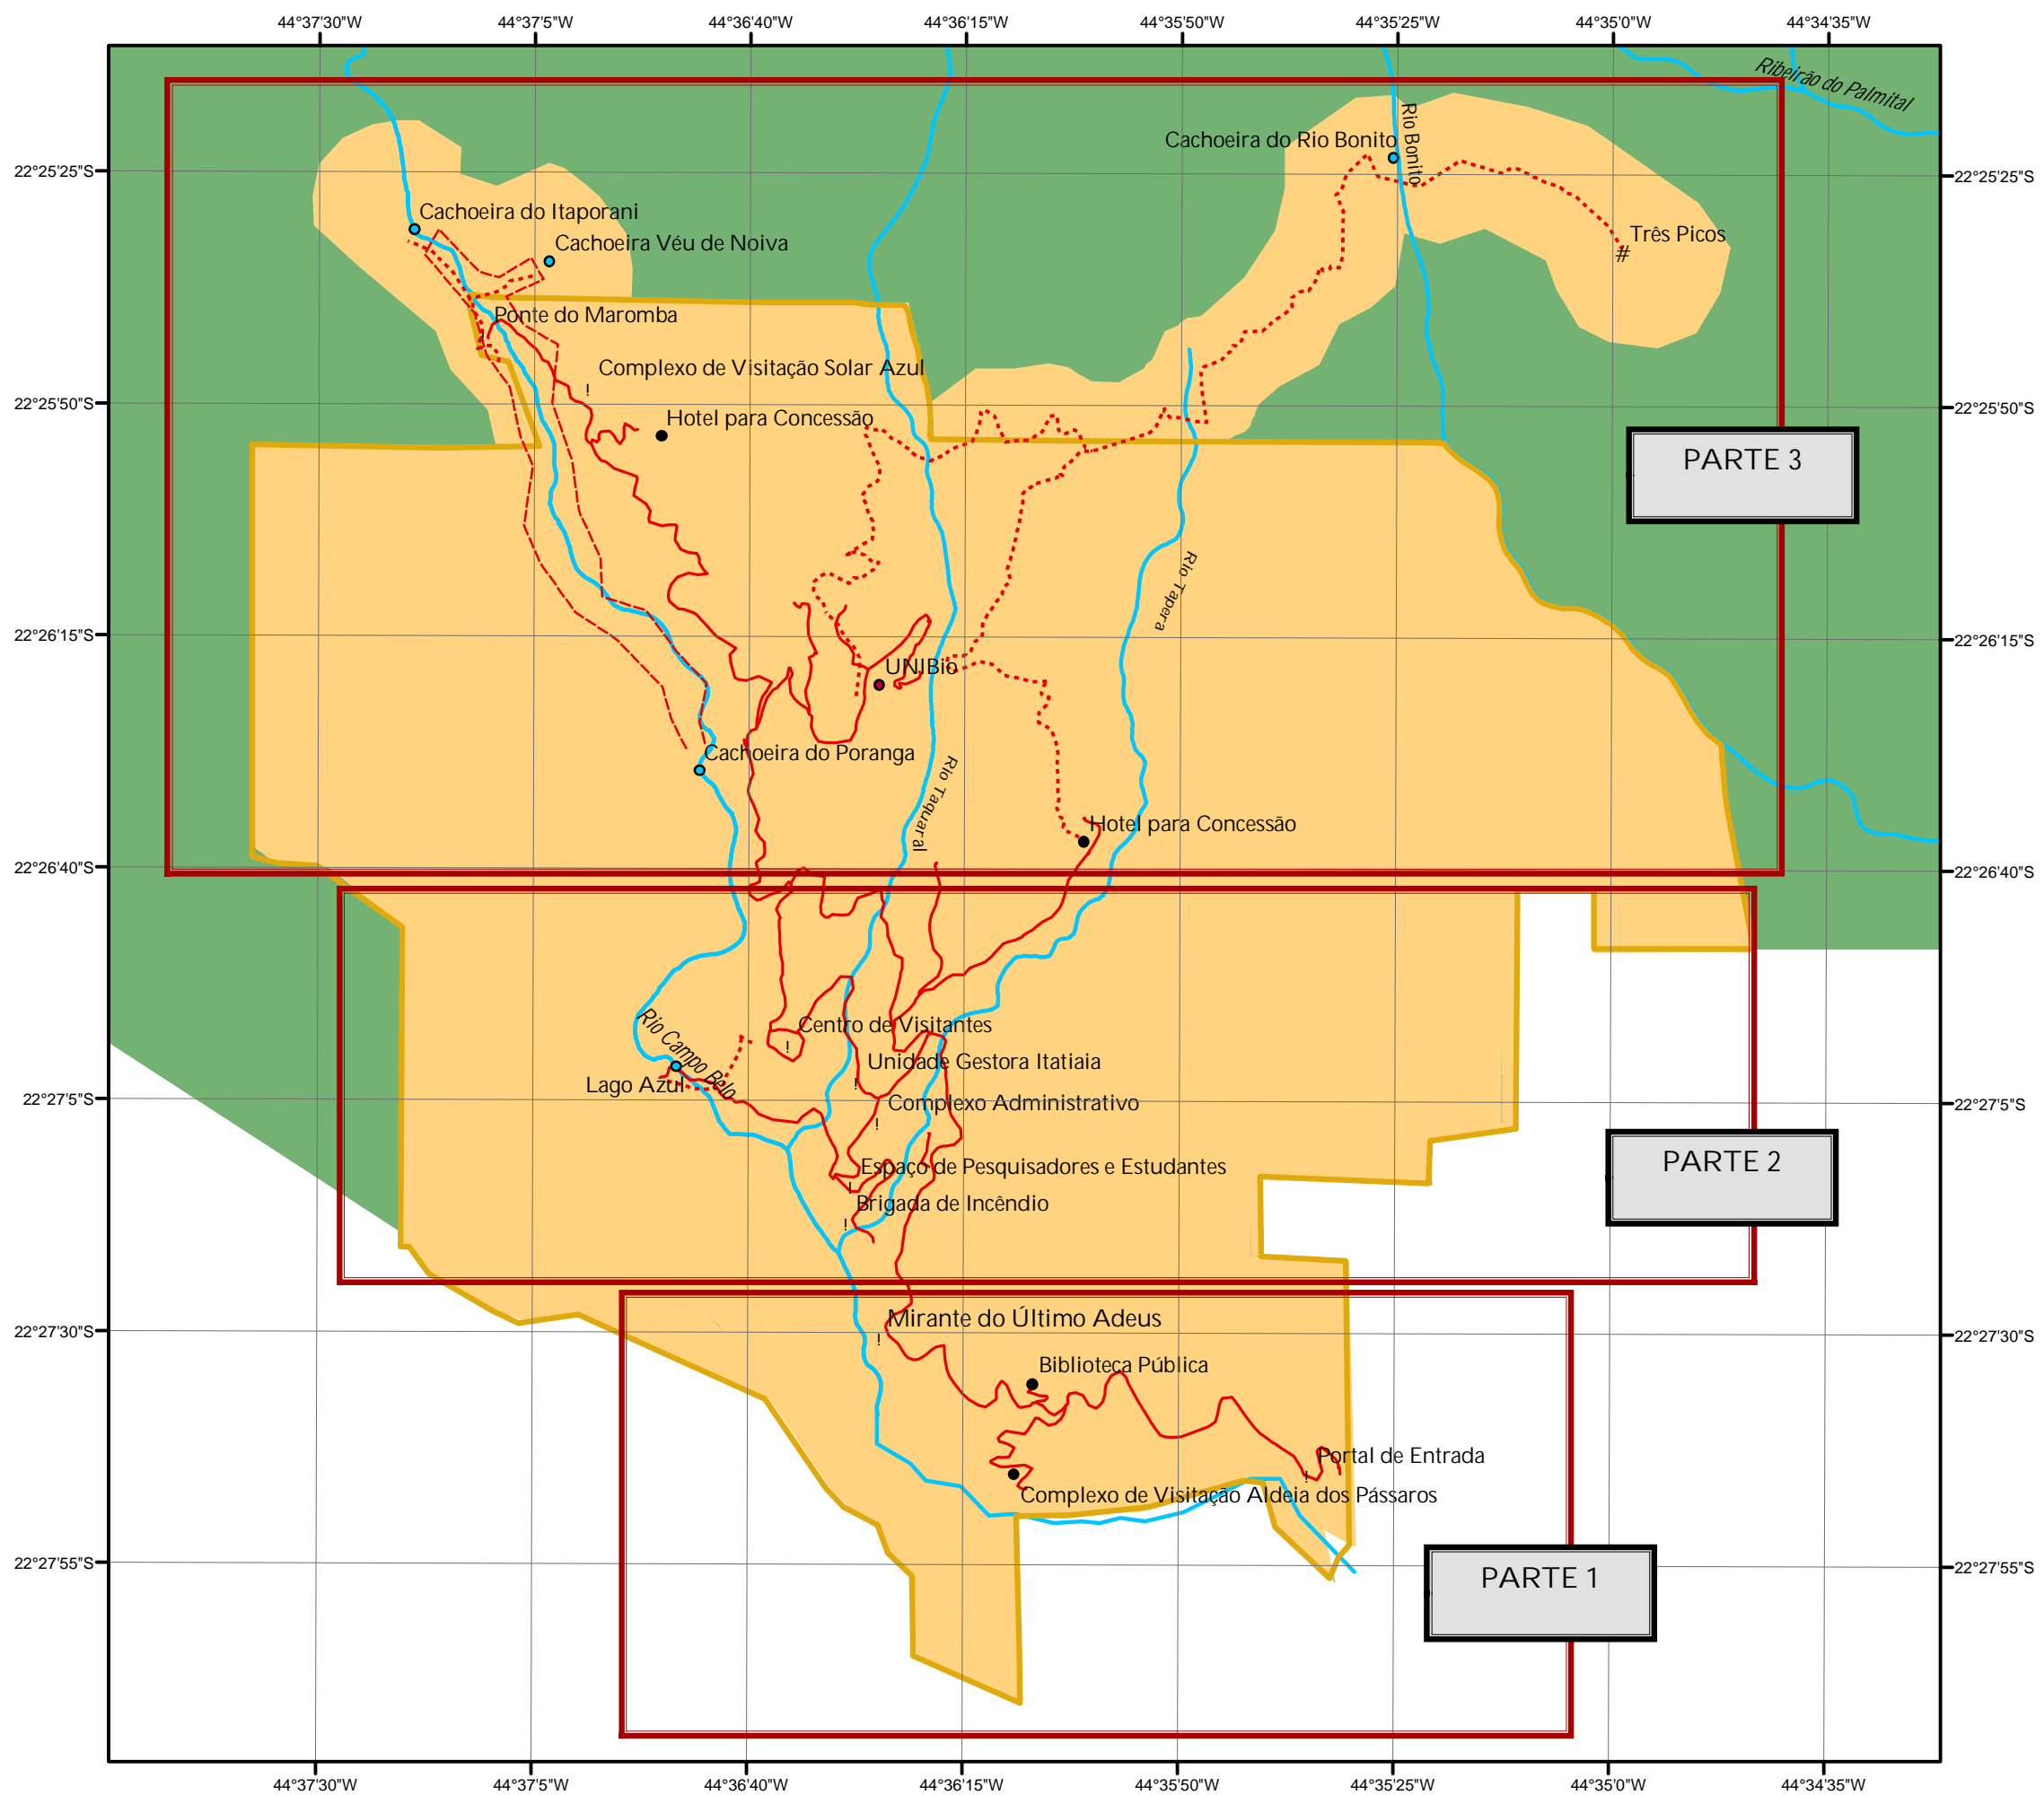 44°37'30"W
44°37'5"W
44°36'40"W
44°36'15"W
44°35'50"W
44°35'25"W
44°35'0"W
44°34'35"W
Ribeirão do Palmital
Rio Bonito
Cachoeira do Rio Bonito
22°25'25"S
22°25'25"S
Cachoeira do Itaporani
Três Picos
#
Cachoeira Véu de Noiva
Ponte do Maromba
!
Complexo de Visitação Solar Azul
!
22°25'50"S
22°25'50"S
Hotel para Concessão
PARTE 3
Rio Tapera
22°26'15"S
22°26'15"S
UNIBio
Cachoeira do Poranga
Rio Taquaral
Hotel para Concessão
22°26'40"S
22°26'40"S
Rio Campo Belo
Centro de Visitantes
!
Unidade Gestora Itatiaia
!
Lago Azul
22°27'5"S
22°27'5"S
Complexo Administrativo
!
PARTE 2
Espaço de Pesquisadores e Estudantes
!
Brigada de Incêndio
!
Mirante do Último Adeus
!
22°27'30"S
22°27'30"S
Biblioteca Pública
Portal de Entrada
!
Complexo de Visitação Aldeia dos Pássaros
22°27'55"S
22°27'55"S
PARTE 1
44°37'30"W
44°37'5"W
44°36'40"W
44°36'15"W
44°35'50"W
44°35'25"W
44°35'0"W
44°34'35"W